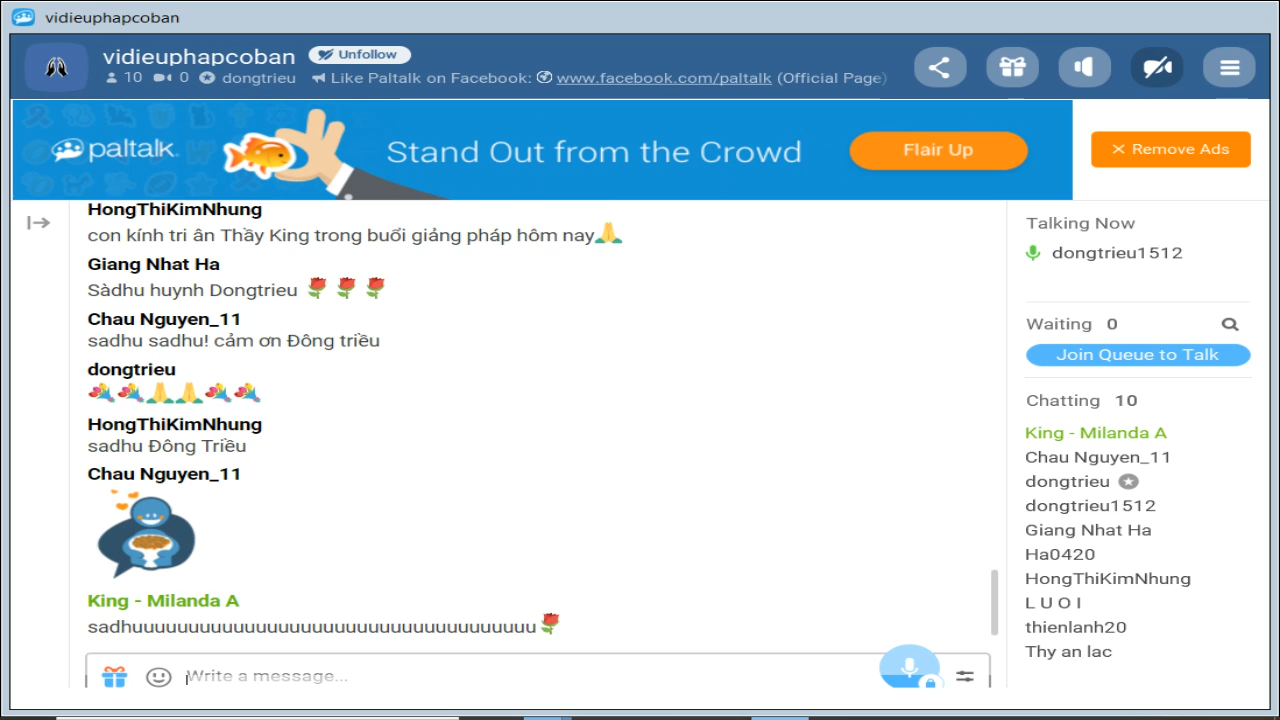 vidieuphapcoban
vidieuphapcoban Unfollow
10 0 dongtrieu Like Paltalk on Facebook: www.facebook.com/paltalk (Official Page)
paltalk Stand Out from the Crowd Flair Up
Remove Ads
HongThiKimNhung
con kính tri ân Thầy King trong buổi giảng pháp hôm nay🙏
Giang Nhat Ha
Sàdhu huynh Dongtrieu 🌹 🌹 🌹
Chau Nguyen_11
sadhu sadhu! cảm ơn Đông triều
dongtrieu
💐💐🙏🙏💐💐
HongThiKimNhung
sadhu Đông Triều
Chau Nguyen_11
King - Milanda A
sadhuuuuuuuuuuuuuuuuuuuuuuuuuuuuuuuuuuuu🌹
Write a message...
Talking Now
dongtrieu1512
Waiting 0
Join Queue to Talk
Chatting 10
King - Milanda A
Chau Nguyen_11
dongtrieu
dongtrieu1512
Giang Nhat Ha
Ha0420
HongThiKimNhung
L U O I
thienlanh20
Thy an lac